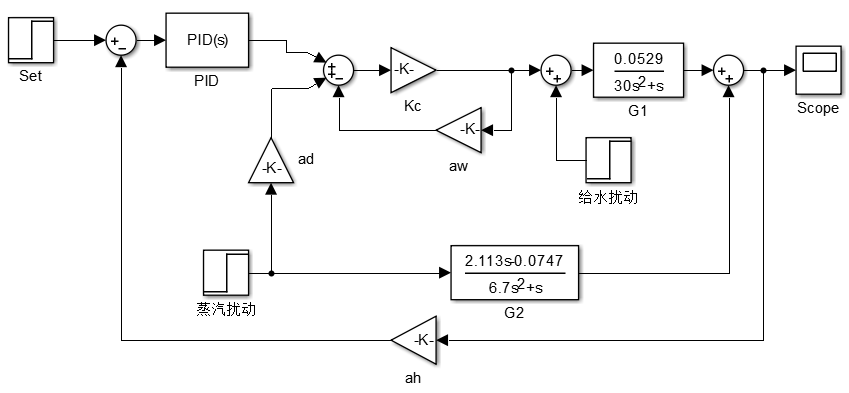 Set
PID(s)
PID
-K-
Kc
0.0529
30s²+s
G1
Scope
-K-
aw
-K-
ad
给水扰动
蒸汽扰动
2.113s-0.0747
6.7s²+s
G2
-K-
ah